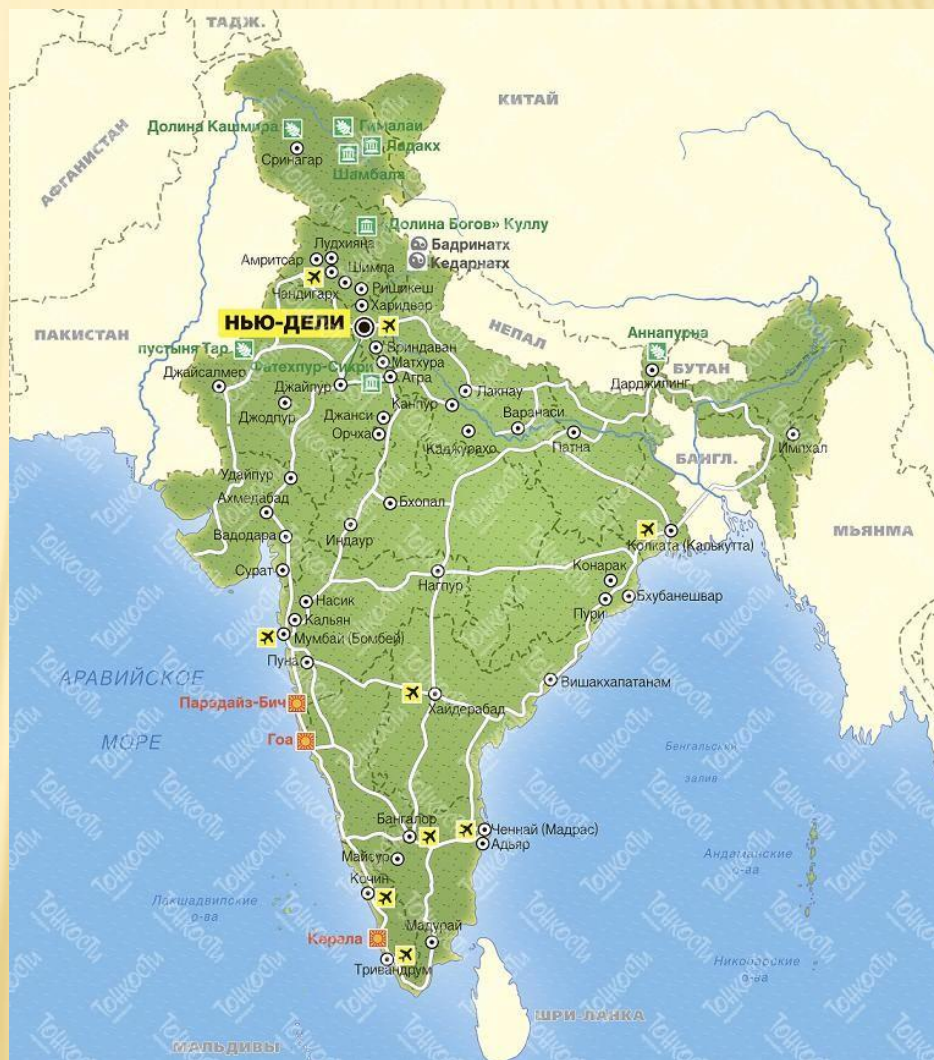 ТАДЖ.
КИТАЙ
АФГАНИСТАН
Долина Кашмира
Гималаи
Ладакх
Сринагар
Шамбала
Долина Богов» Куллу
Лудхияна
Бадринатх
Амритсар
Шимла
Кедарнатх
Чандигарх
Ришикеш
Харидвар
НЬЮ-ДЕЛИ
ПАКИСТАН
НЕПАЛ
Аннапурна
пустыня Тар
Вриндаван
Матхура
БУТАН
Джайсалмер
Фатехпур-Сикри
Агра
Дарджилинг
Джайпур
Лакнау
Джодпур
Канпур
Джанси
Варанаси
Орчха
Каджурахо
Патна
Импхал
БАНГЛ.
Удайпур
Ахмедабад
Бхопал
МЬЯНМА
Вадодара
Индаур
Колката (Калькутта)
Сурат
Нагпур
Конарак
Насик
Бхубанешвар
Пури
Кальян
Мумбай (Бомбей)
Пуна
АРАВИЙСКОЕ
МОРЕ
Вишакхапатанам
Парадайз-Бич
Хайдерабад
Гоа
Бенгальский
залив
Бангалор
Ченнай (Мадрас)
Адьяр
Майсур
Андаманские
о-ва
Кочин
Лакшадвипские
о-ва
Мадурай
Керала
Тривандрум
Никобарские
о-ва
ШРИ-ЛАНКА
МАЛЬДИВЫ
Тонкости